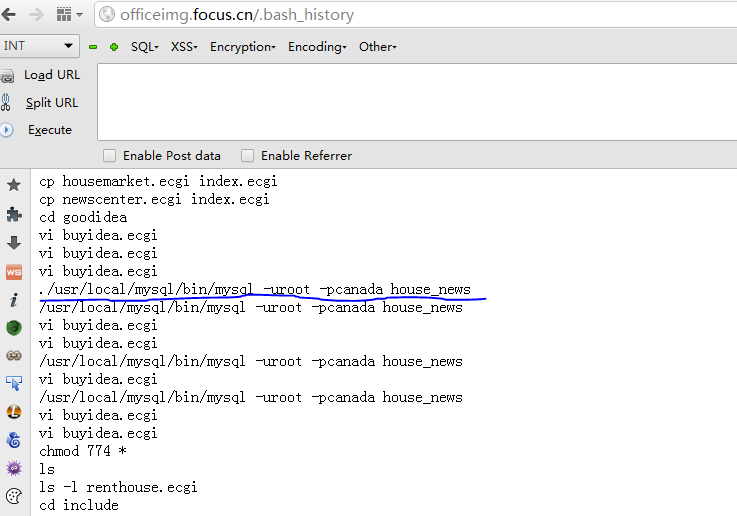 officeimg.focus.cn/.bash_history
INT
SQL▾ XSS▾ Encryption▾ Encoding▾ Other▾
Load URL
Split URL
Execute
Enable Post data Enable Referrer
cp housemarket.ecgi index.ecgi
cp newscenter.ecgi index.ecgi
cd goodidea
vi buyidea.ecgi
vi buyidea.ecgi
vi buyidea.ecgi
./usr/local/mysql/bin/mysql -uroot -pcanada house_news
/usr/local/mysql/bin/mysql -uroot -pcanada house_news
vi buyidea.ecgi
vi buyidea.ecgi
/usr/local/mysql/bin/mysql -uroot -pcanada house_news
vi buyidea.ecgi
/usr/local/mysql/bin/mysql -uroot -pcanada house_news
vi buyidea.ecgi
vi buyidea.ecgi
chmod 774 *
ls
ls -l renthouse.ecgi
cd include
WS
i